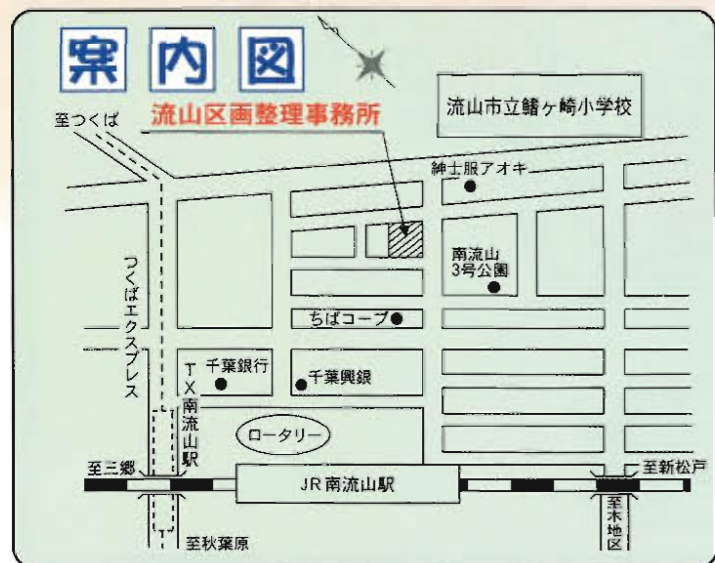 案内図
流山区画整理事務所
至つくば
流山市立鰭ケ崎小学校
紳士服アオキ
南流山
3号公園
つくばエクスプレス
ちばコープ
千葉銀行
千葉興銀
TX南流山駅
ロータリー
至三郷
JR南流山駅
至新松戸
至木地区
至秋葉原